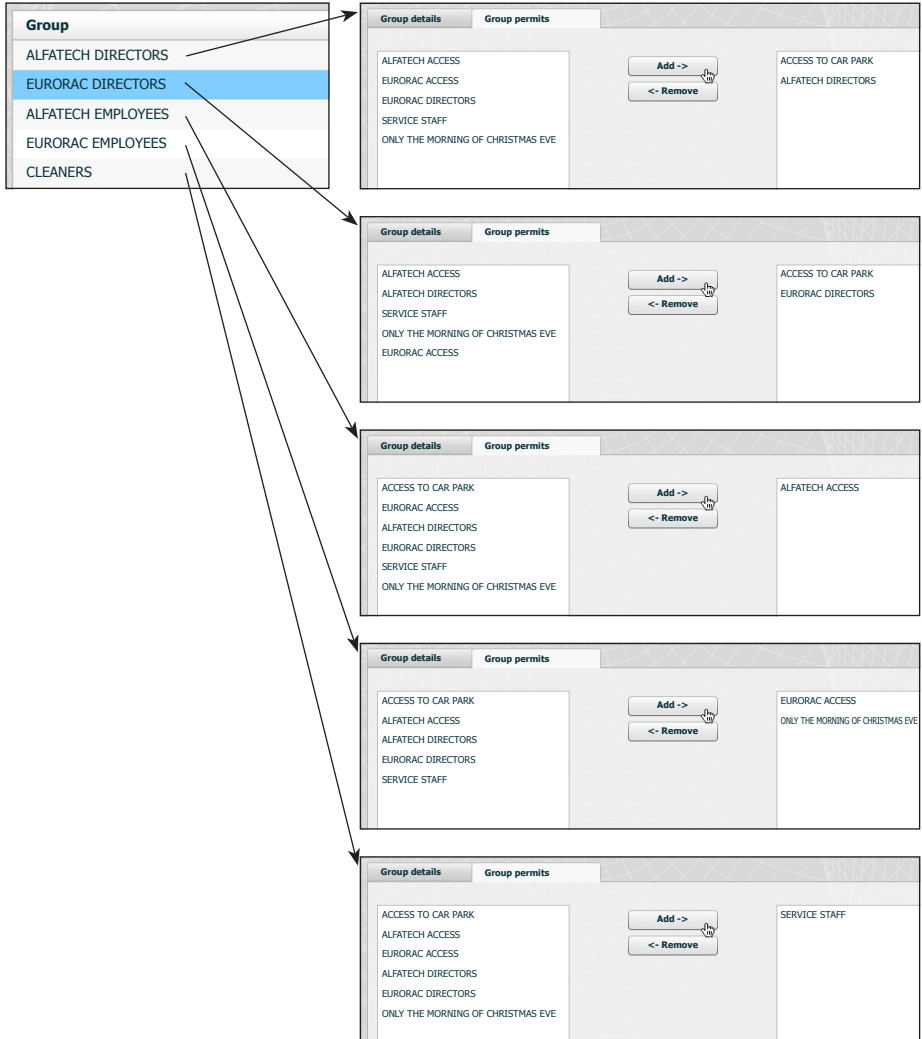 Group
ALFATECH DIRECTORS
EURORAC DIRECTORS
ALFATECH EMPLOYEES
EURORAC EMPLOYEES
CLEANERS
Group details
Group permits
ALFATECH ACCESS
EURORAC ACCESS
EURORAC DIRECTORS
SERVICE STAFF
ONLY THE MORNING OF CHRISTMAS EVE
Add ->
<- Remove
ACCESS TO CAR PARK
ALFATECH DIRECTORS
Group details
Group permits
ALFATECH ACCESS
ALFATECH DIRECTORS
SERVICE STAFF
ONLY THE MORNING OF CHRISTMAS EVE
EURORAC ACCESS
Add ->
<- Remove
ACCESS TO CAR PARK
EURORAC DIRECTORS
Group details
Group permits
ACCESS TO CAR PARK
EURORAC ACCESS
ALFATECH DIRECTORS
EURORAC DIRECTORS
SERVICE STAFF
ONLY THE MORNING OF CHRISTMAS EVE
Add ->
<- Remove
ALFATECH ACCESS
Group details
Group permits
ACCESS TO CAR PARK
ALFATECH ACCESS
ALFATECH DIRECTORS
EURORAC DIRECTORS
SERVICE STAFF
Add ->
<- Remove
EURORAC ACCESS
ONLY THE MORNING OF CHRISTMAS EVE
Group details
Group permits
ACCESS TO CAR PARK
ALFATECH ACCESS
EURORAC ACCESS
ALFATECH DIRECTORS
EURORAC DIRECTORS
ONLY THE MORNING OF CHRISTMAS EVE
Add ->
<- Remove
SERVICE STAFF